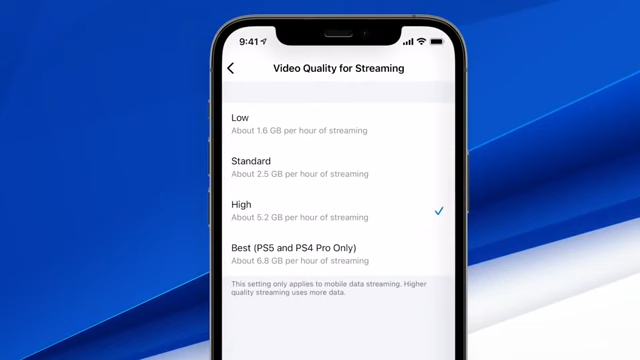 9:41
Video Quality for Streaming
Low
About 1.6 GB per hour of streaming
Standard
About 2.5 GB per hour of streaming
High
About 5.2 GB per hour of streaming
Best (PS5 and PS4 Pro Only)
About 6.8 GB per hour of streaming
This setting only applies to mobile data streaming. Higher
quality streaming uses more data.